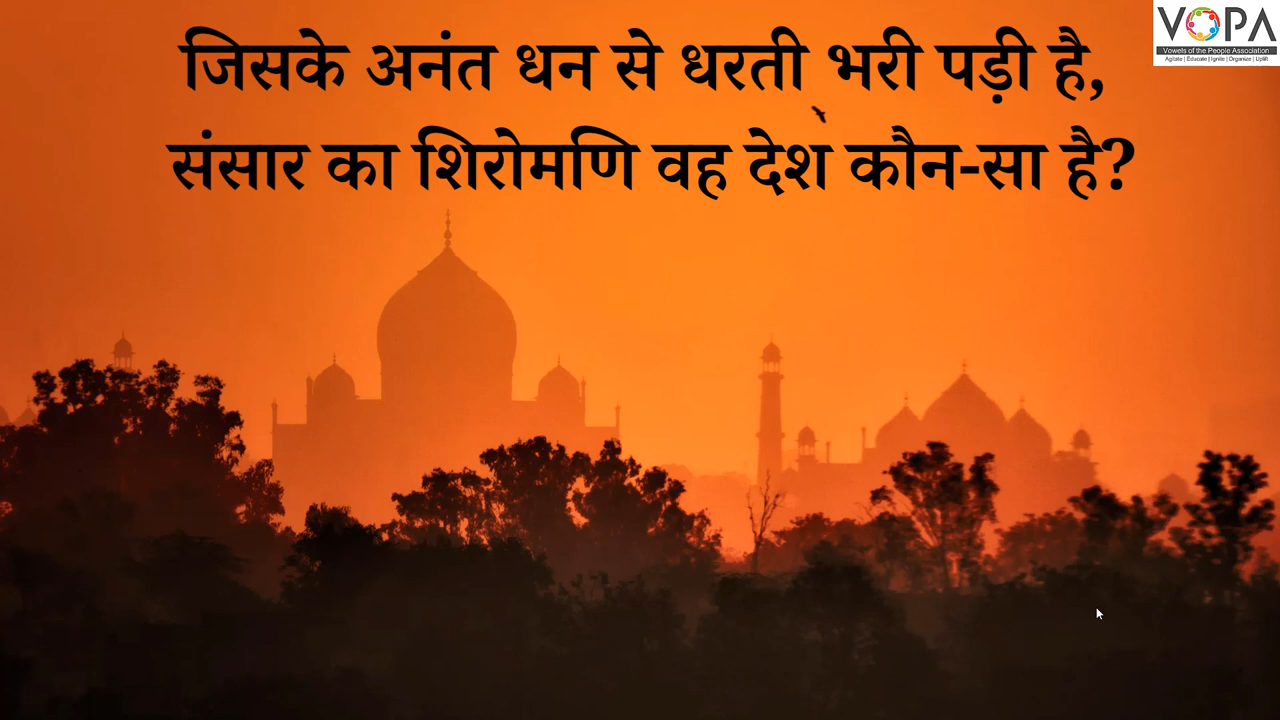 जिसके अनंत धन से धरती भरी पड़ी है,
संसार का शिरोमणि वह देश कौन-सा है?
VOPA
Vowels of the People Association
Agitate | Educate | Ignite | Organize | Uplift